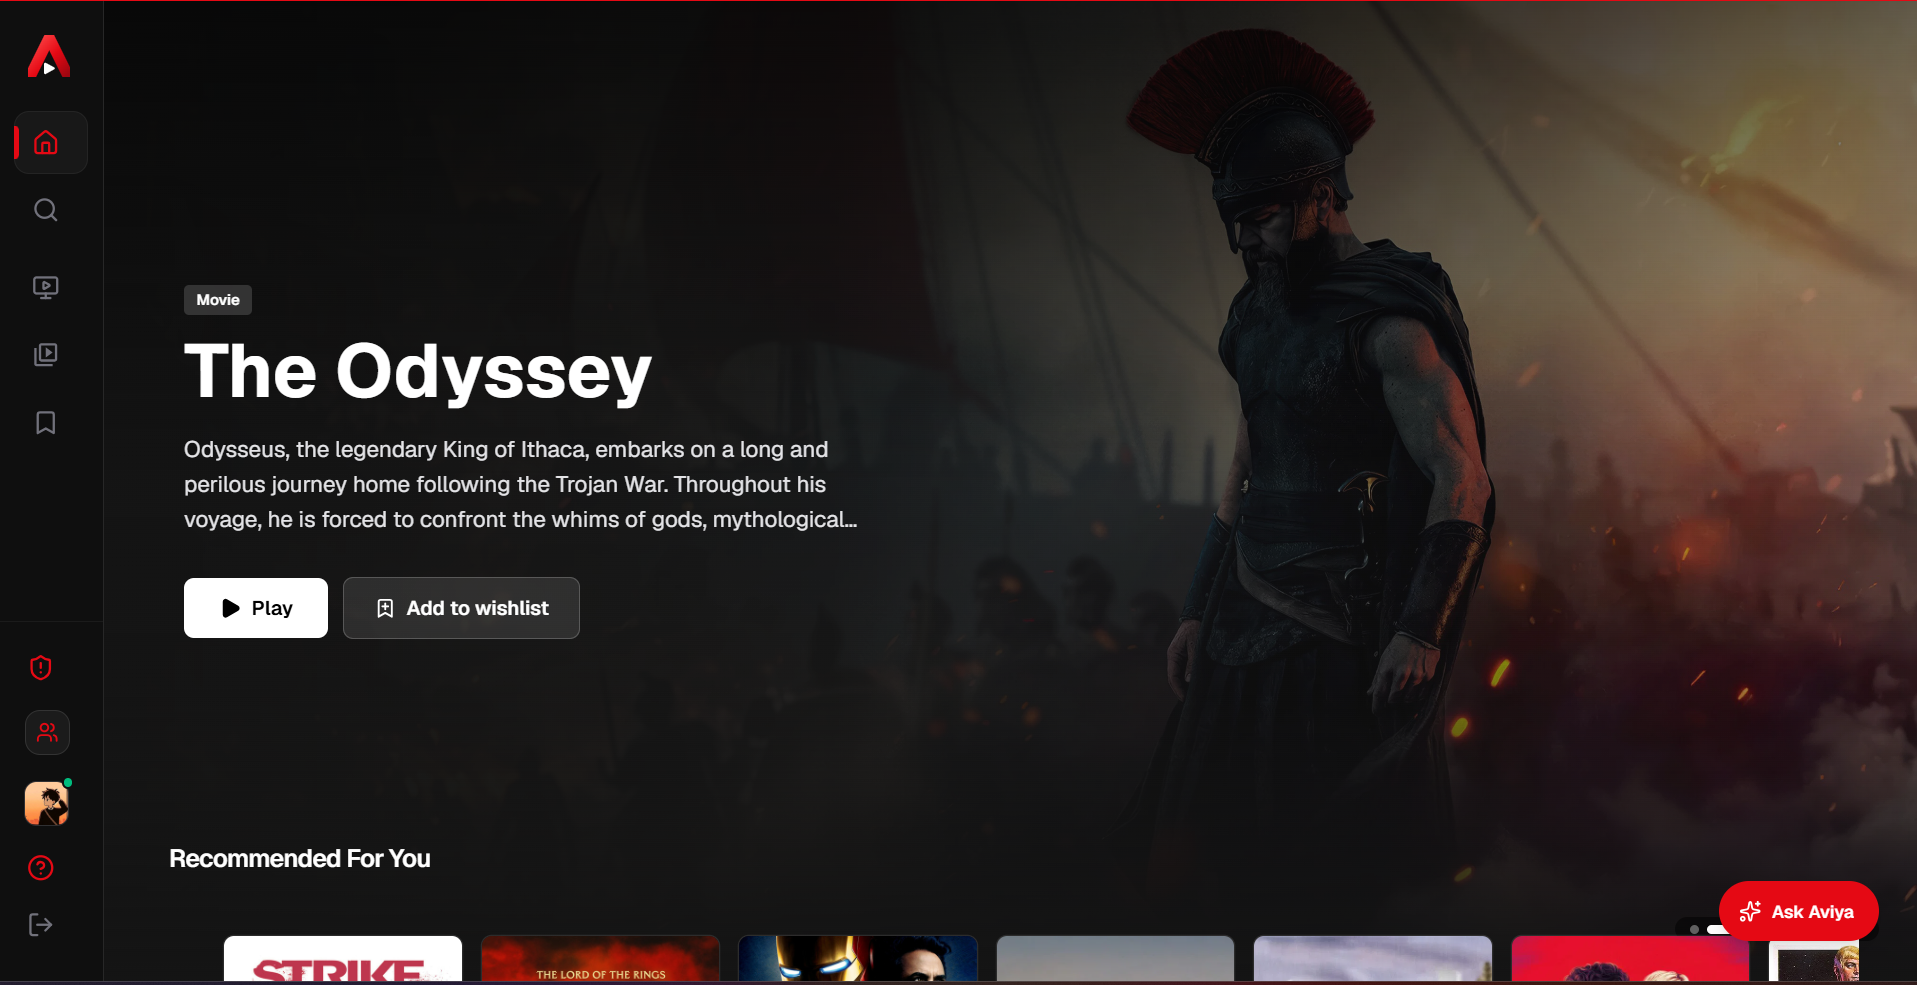 Movie
The Odyssey
Odysseus, the legendary King of Ithaca, embarks on a long and
perilous journey home following the Trojan War. Throughout his
voyage, he is forced to confront the whims of gods, mythological...
Play
Add to wishlist
Recommended For You
Ask Aviya
STRIKE
THE LORD OF THE RINGS